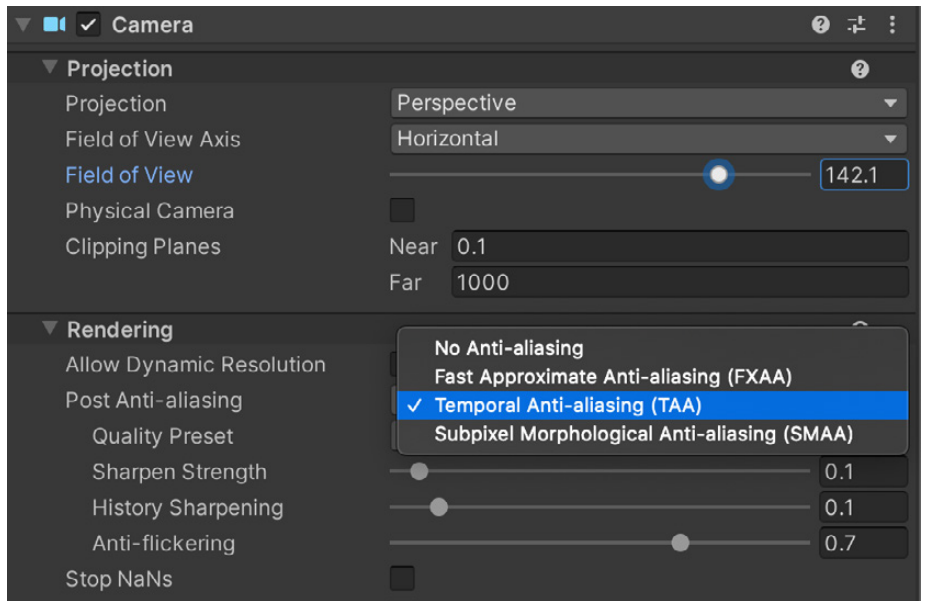 Camera
Projection
Projection Perspective
Field of View Axis Horizontal
Field of View 142.1
Physical Camera
Clipping Planes Near 0.1
Far 1000
Rendering
Allow Dynamic Resolution
No Anti-aliasing
Fast Approximate Anti-aliasing (FXAA)
Post Anti-aliasing ✓ Temporal Anti-aliasing (TAA)
Quality Preset Subpixel Morphological Anti-aliasing (SMAA)
Sharpen Strength 0.1
History Sharpening 0.1
Anti-flickering 0.7
Stop NaNs